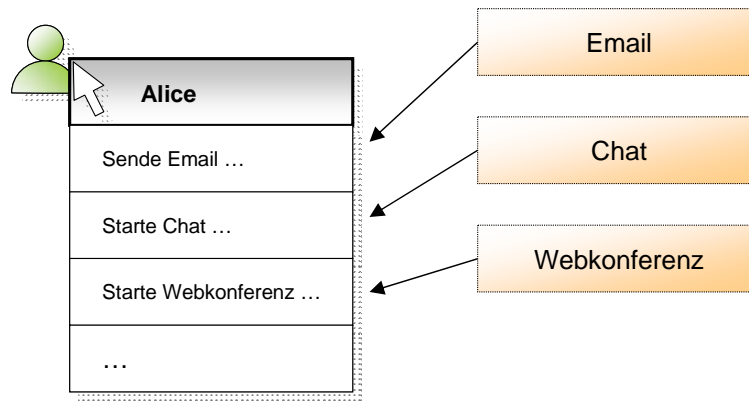 Alice
Sende Email …
Starte Chat …
Starte Webkonferenz …
…
Email
Chat
Webkonferenz